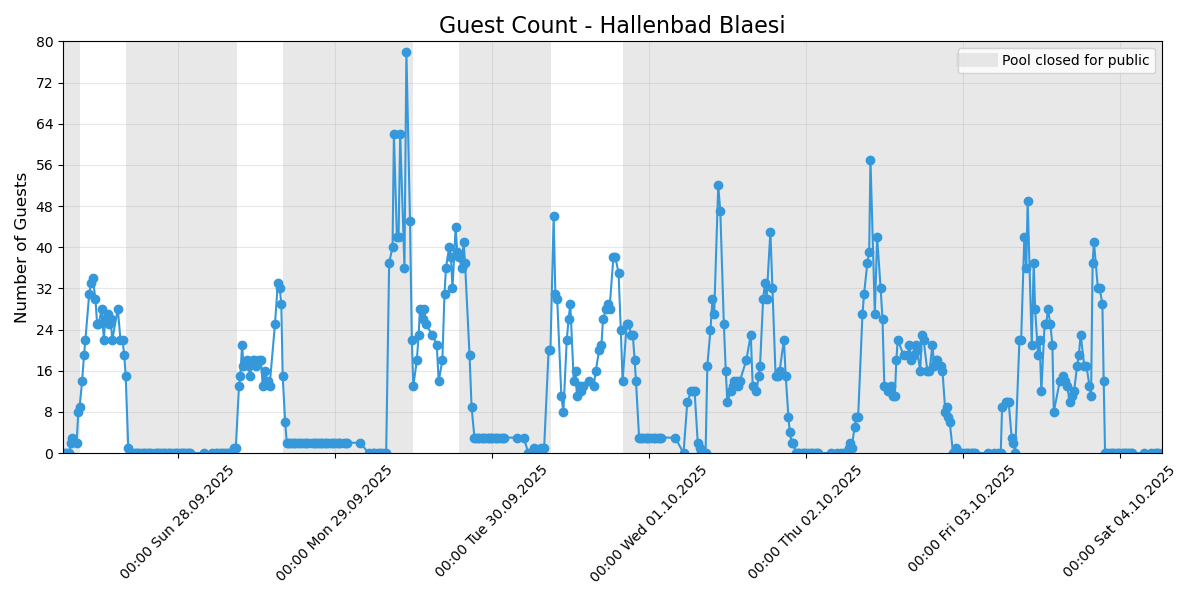 Guest Count - Hallenbad Blaesi
Pool closed for public
Number of Guests
80
72
64
56
48
40
32
24
16
8
0
00:00 Sun 28.09.2025
00:00 Mon 29.09.2025
00:00 Tue 30.09.2025
00:00 Wed 01.10.2025
00:00 Thu 02.10.2025
00:00 Fri 03.10.2025
00:00 Sat 04.10.2025